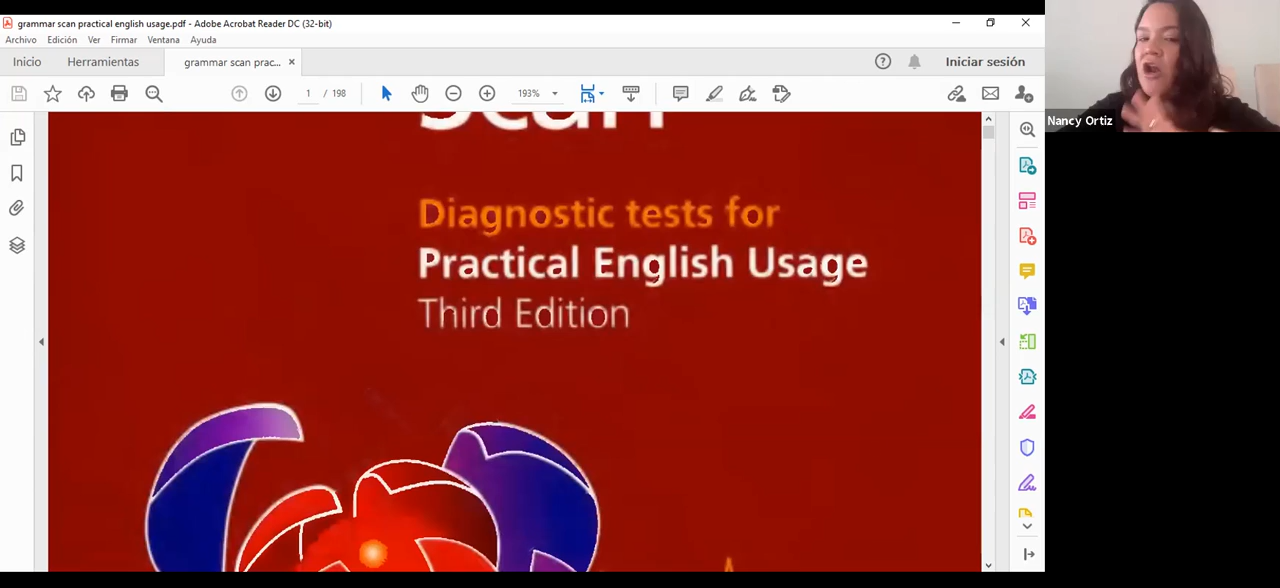 grammar scan practical english usage.pdf - Adobe Acrobat Reader DC (32-bit)
Archivo Edición Ver Firmar Ventana Ayuda
Inicio Herramientas grammar scan prac... Iniciar sesión
1 / 198 193%
Scan
Diagnostic tests for
Practical English Usage
Third Edition
Nancy Ortiz